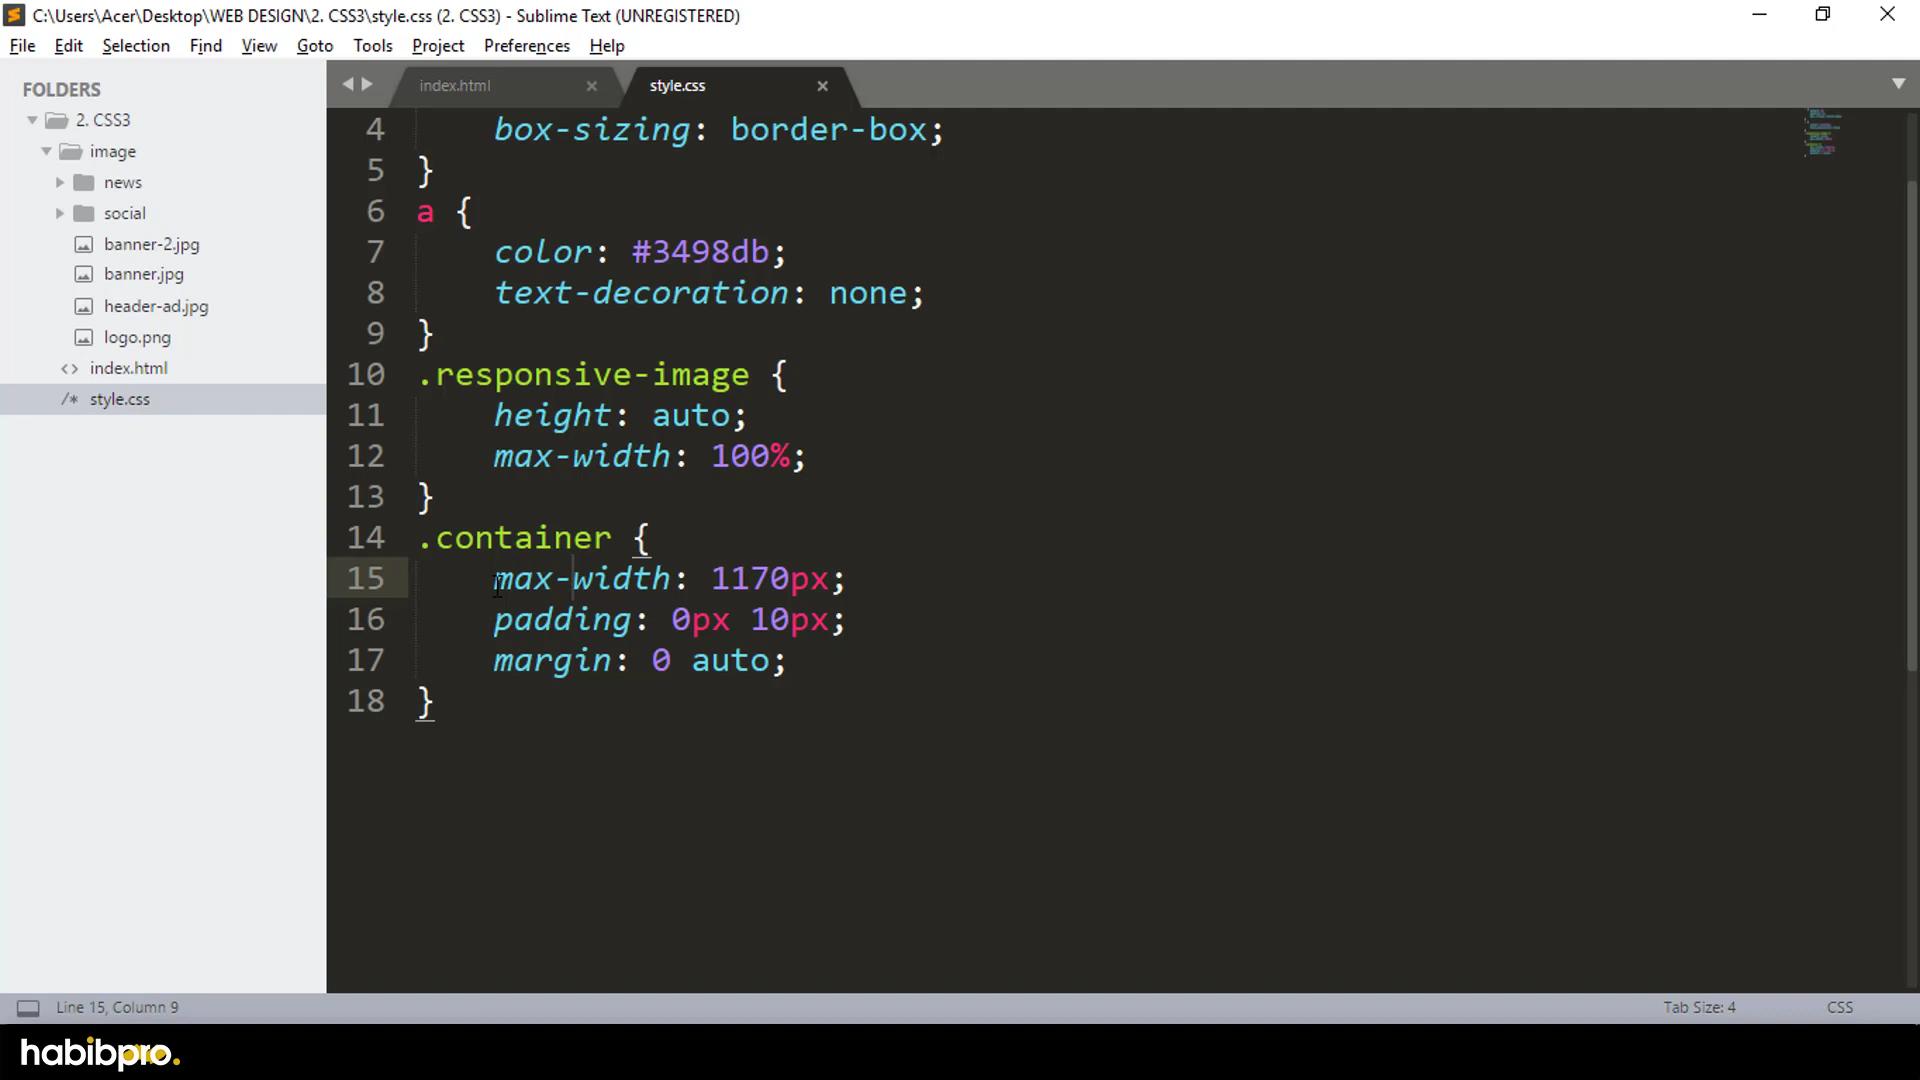 C:\Users\Acer\Desktop\WEB DESIGN\2. CSS3\style.css (2. CSS3) - Sublime Text (UNREGISTERED)
File Edit Selection Find View Goto Tools Project Preferences Help
FOLDERS
2. CSS3
image
news
social
banner-2.jpg
banner.jpg
header-ad.jpg
logo.png
<> index.html
/* style.css
index.html × style.css ×
4 box-sizing: border-box;
5 }
6 a {
7 color: #3498db;
8 text-decoration: none;
9 }
10 .responsive-image {
11 height: auto;
12 max-width: 100%;
13 }
14 .container {
15 max-width: 1170px;
16 padding: 0px 10px;
17 margin: 0 auto;
18 }
Line 15, Column 9 Tab Size: 4 CSS
habibpro.